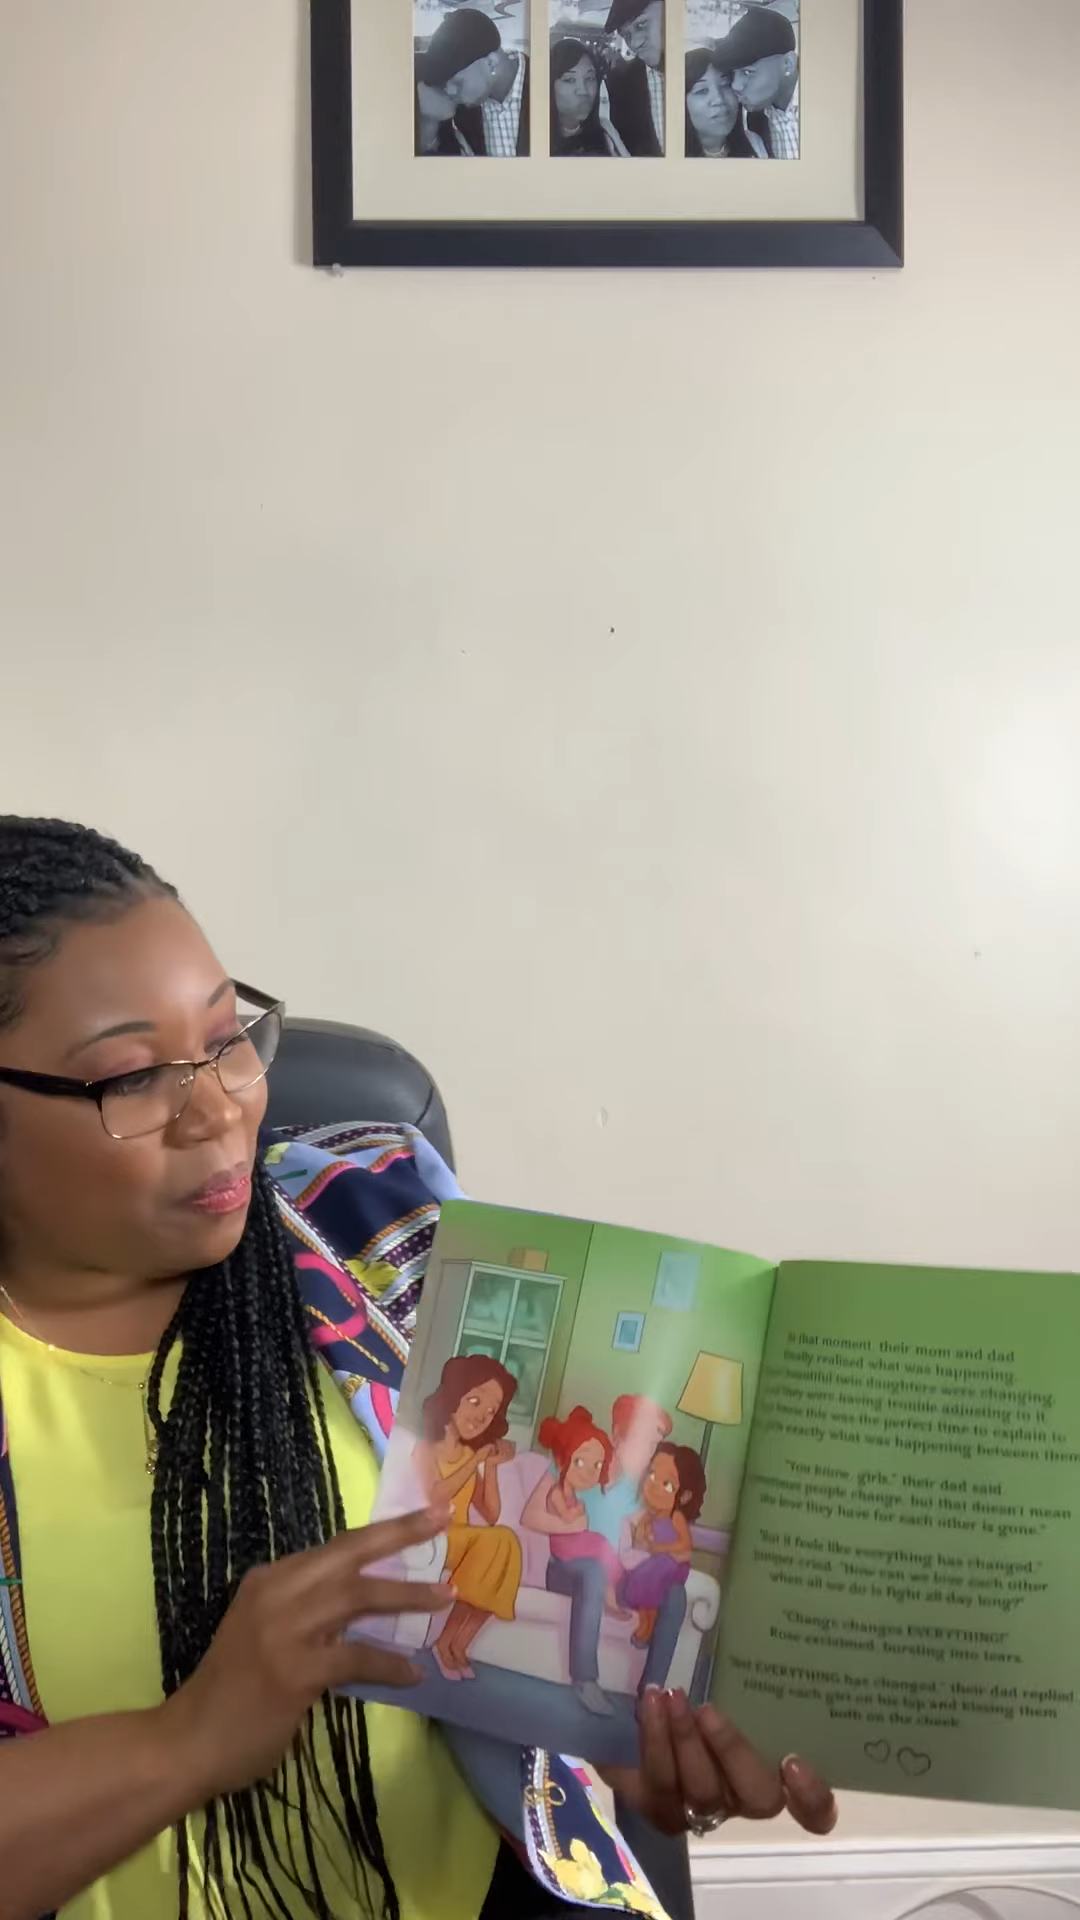 At that moment, their mom and dad
finally realized what was happening.
beautiful twin daughters were changing,
and they were having trouble adjusting to it.
knew this was the perfect time to explain to
exactly what was happening between them.
"You know, girls," their dad said,
"sometimes people change, but that doesn't mean
the love they have for each other is gone."
"But it feels like everything has changed,"
Juniper cried. "How can we love each other
when all we do is fight all day long?"
"Change changes EVERYTHING!"
Rose exclaimed, bursting into tears.
"Not EVERYTHING has changed," their dad replied,
sitting each girl on his lap and kissing them
both on the cheek.